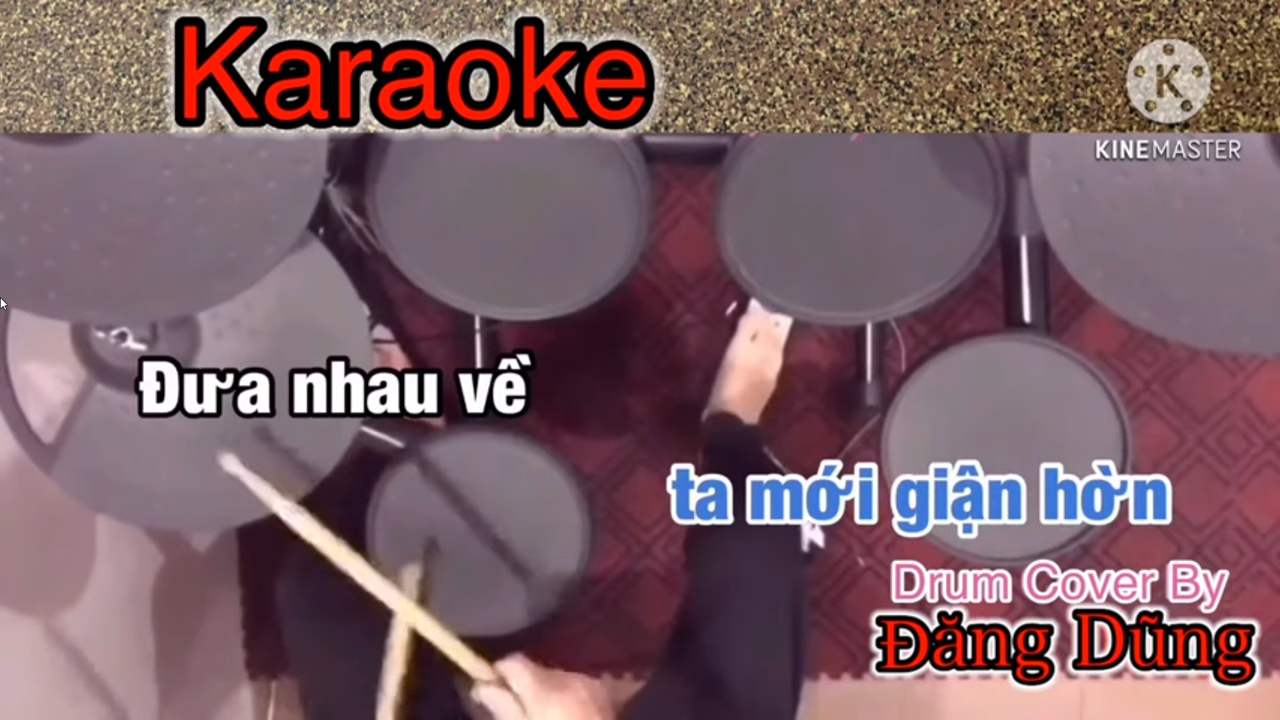 Karaoke
K
KINEMASTER
Đưa nhau về
ta mới giận hờn
Drum Cover By
Đăng Dũng